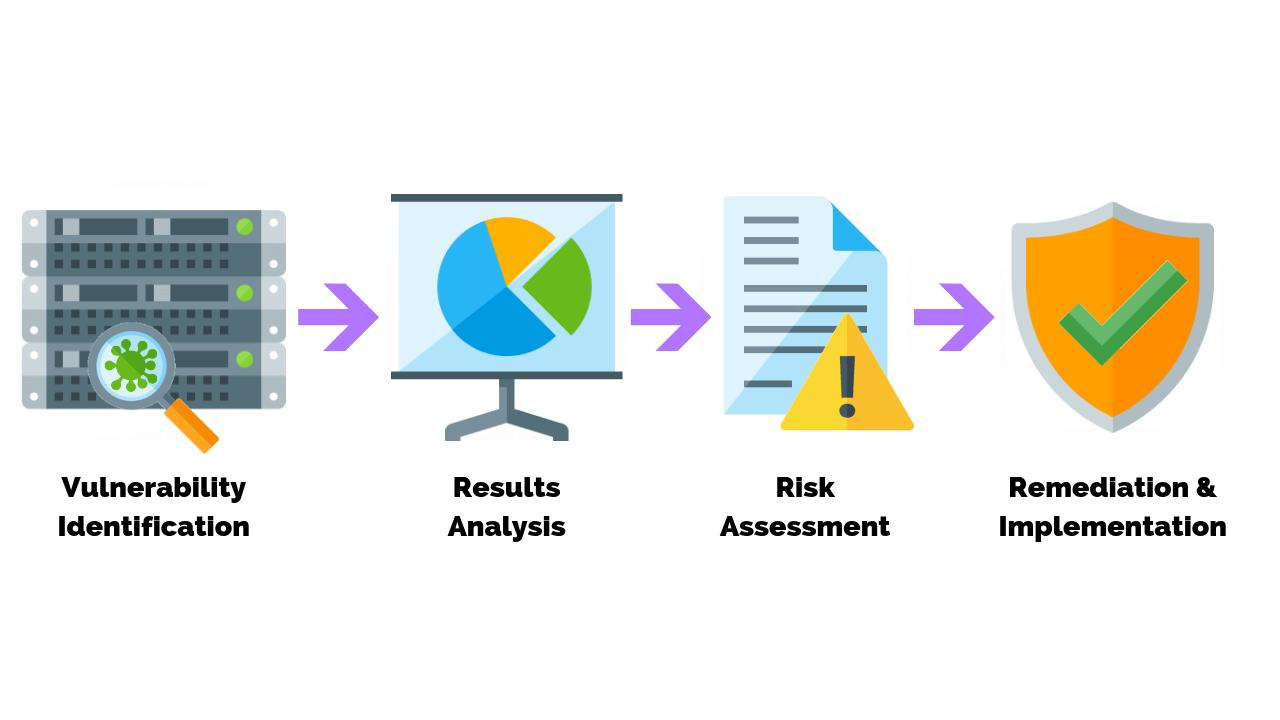 Vulnerability
Identification
Results
Analysis
Risk
Assessment
Remediation &
Implementation